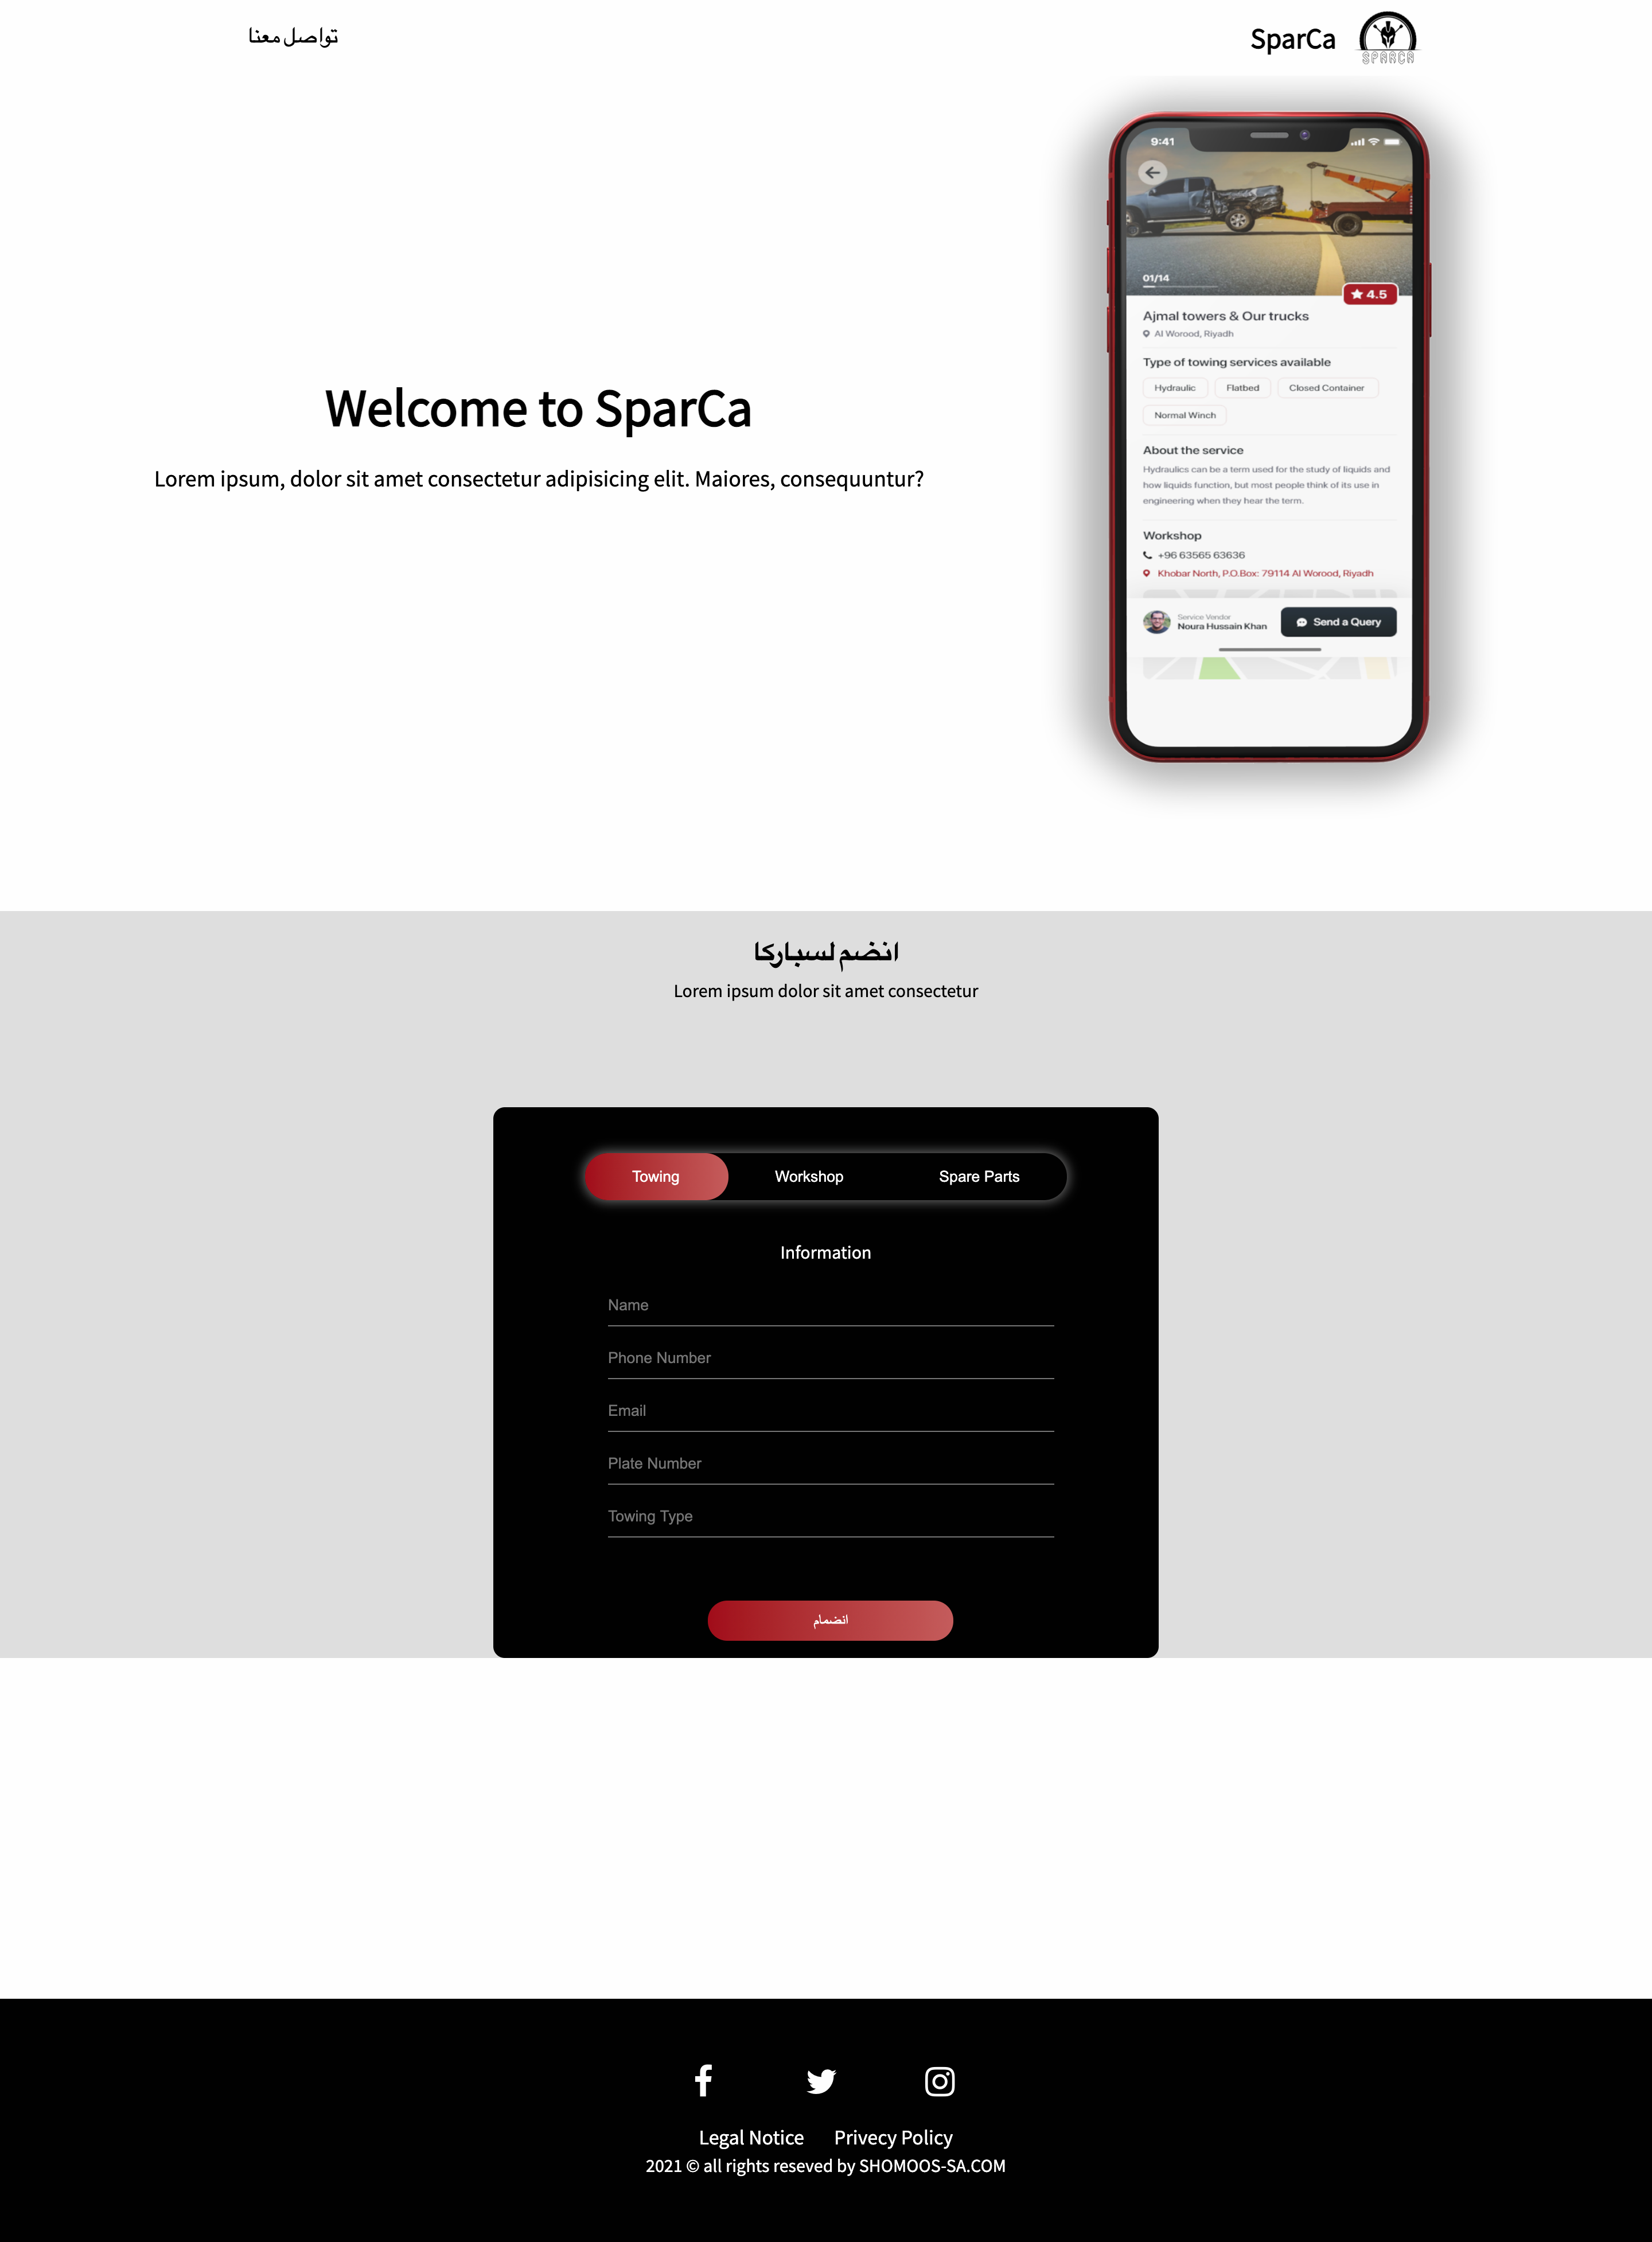 تواصل معنا
SparCa
SPARCA
9:41
01/14
4.5
Ajmal towers & Our trucks
Al Worood, Riyadh
Type of towing services available
Hydraulic Flatbed Closed Container
Normal Winch
About the service
Hydraulics can be a term used for the study of liquids and
how liquids function, but most people think of its use in
engineering when they hear the term.
Workshop
+96 63565 63636
Khobar North, P.O.Box: 79114 Al Worood, Riyadh
Service Vendor
Noura Hussain Khan
Send a Query
Welcome to SparCa
Lorem ipsum, dolor sit amet consectetur adipisicing elit. Maiores, consequuntur?
انضم لسباركا
Lorem ipsum dolor sit amet consectetur
Towing Workshop Spare Parts
Information
Name
Phone Number
Email
Plate Number
Towing Type
انضمام
Legal Notice Privecy Policy
2021 © all rights reseved by SHOMOOS-SA.COM